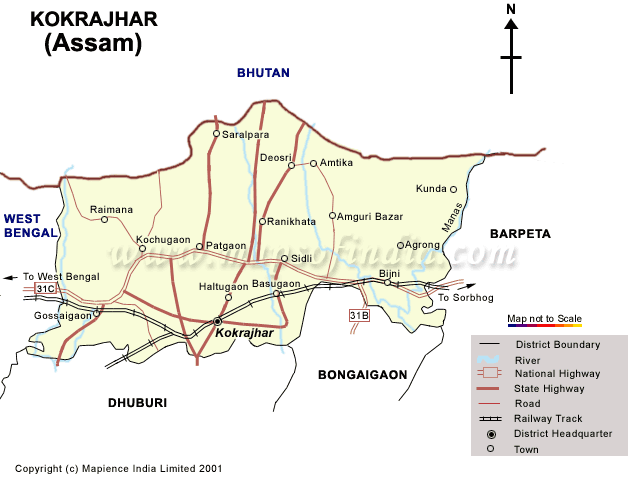 KOKRAJHAR
(Assam)
N
BHUTAN
Saralpara
Deosri
Amtika
Kunda
Manas
WEST
BENGAL
Raimana
Ranikhata
Amguri Bazar
BARPETA
Kochugaon
Patgaon
Agrong
www.mapsofindia.com
Sidli
To West Bengal
Bijni
31C
Haltugaon
Basugaon
To Sorbhog
Gossaigaon
31B
Kokrajhar
Map not to Scale
District Boundary
River
National Highway
State Highway
Road
Railway Track
District Headquarter
Town
BONGAIGAON
DHUBURI
Copyright (c) Mapience India Limited 2001